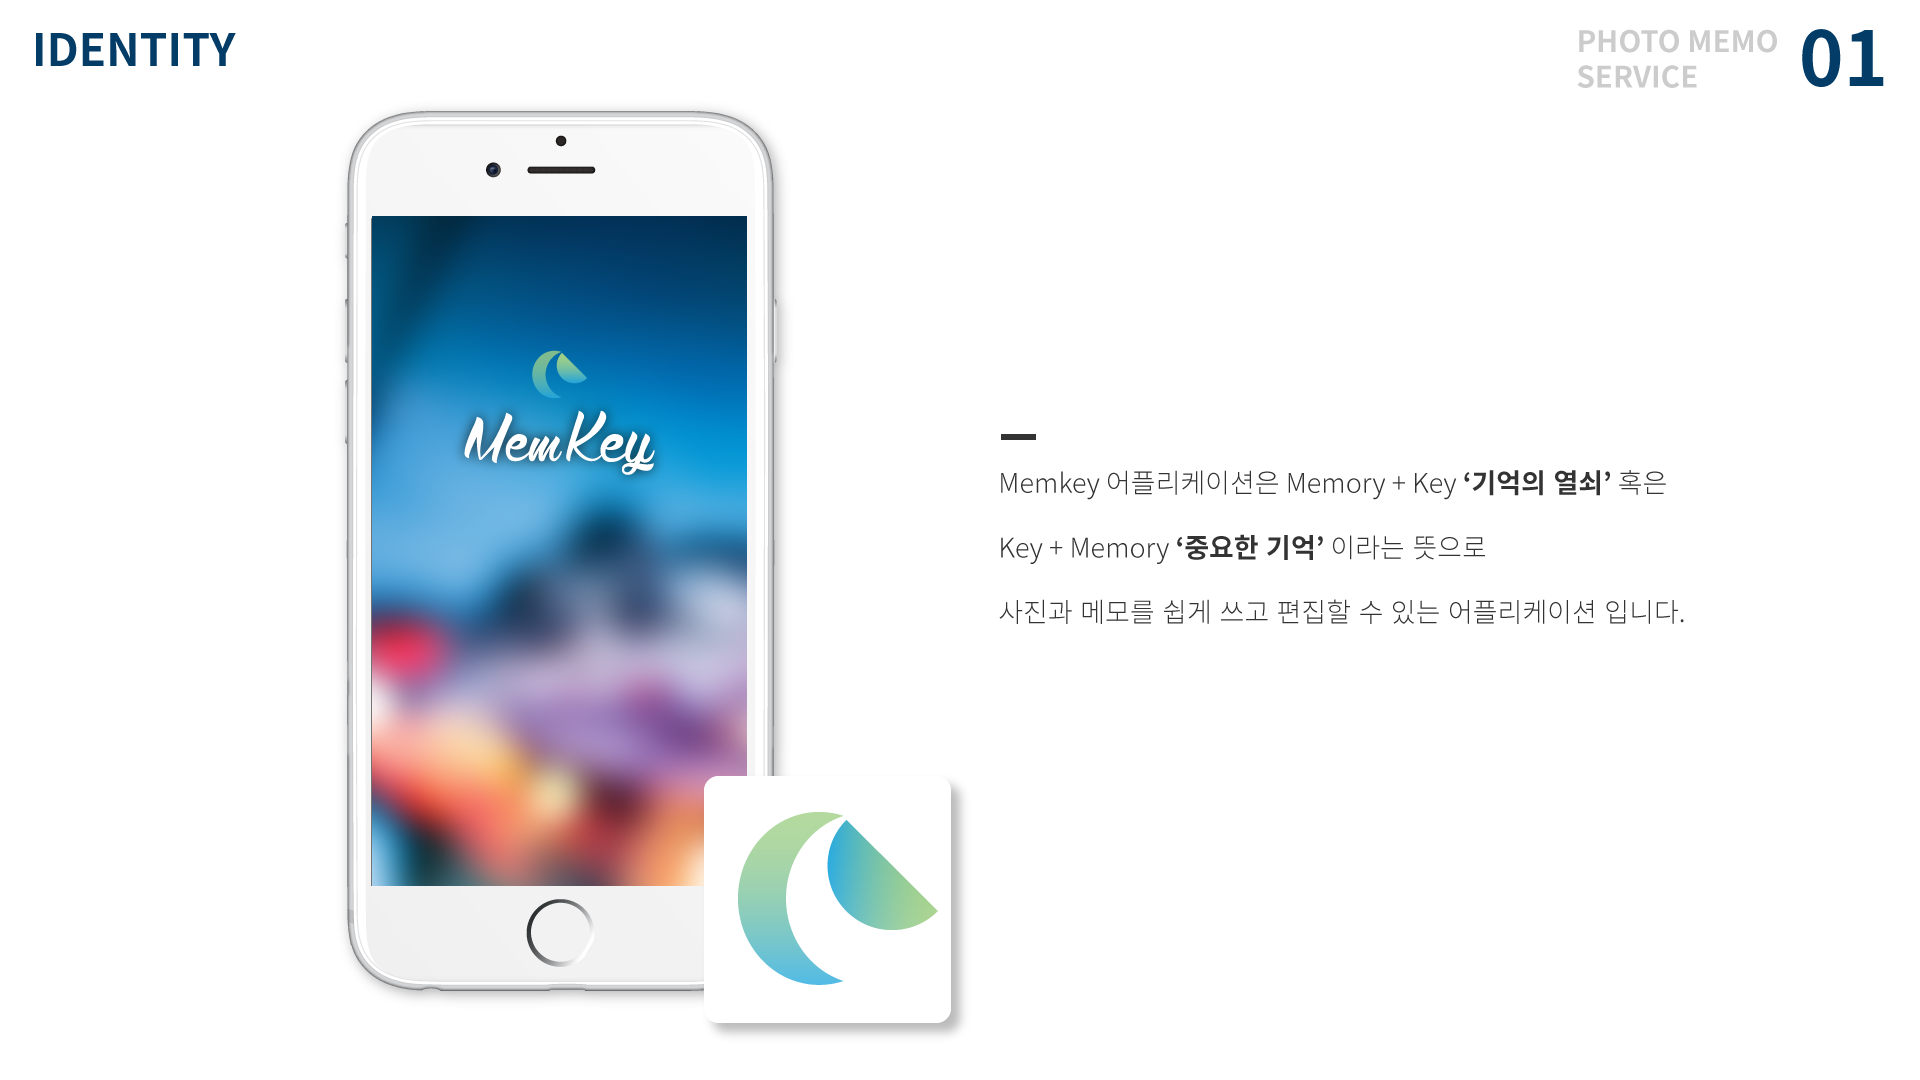 IDENTITY
PHOTO MEMO
SERVICE
01
MemKey
Memkey 어플리케이션은 Memory + Key ‘기억의 열쇠’ 혹은
Key + Memory ‘중요한 기억’ 이라는 뜻으로
사진과 메모를 쉽게 쓰고 편집할 수 있는 어플리케이션 입니다.